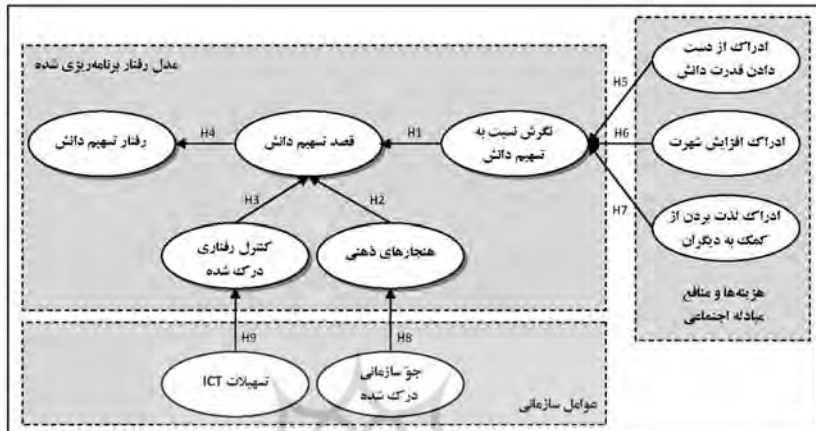 مدل رفتار برنامه‌ریزی شده
ادراک از دست
دادن قدرت دانش
H5
رفتار تسهیم دانش
H4
قصد تسهیم دانش
H1
نگرش نسبت به
تسهیم دانش
H6
ادراک افزایش شهرت
H3
H2
H7
ادراک لذت بردن از
کمک به دیگران
کنترل رفتاری
درک شده
هنجارهای ذهنی
هزینه‌ها و منافع
مبادله اجتماعی
H9
H8
تسهیلات ICT
جوّ سازمانی
درک شده
عوامل سازمانی